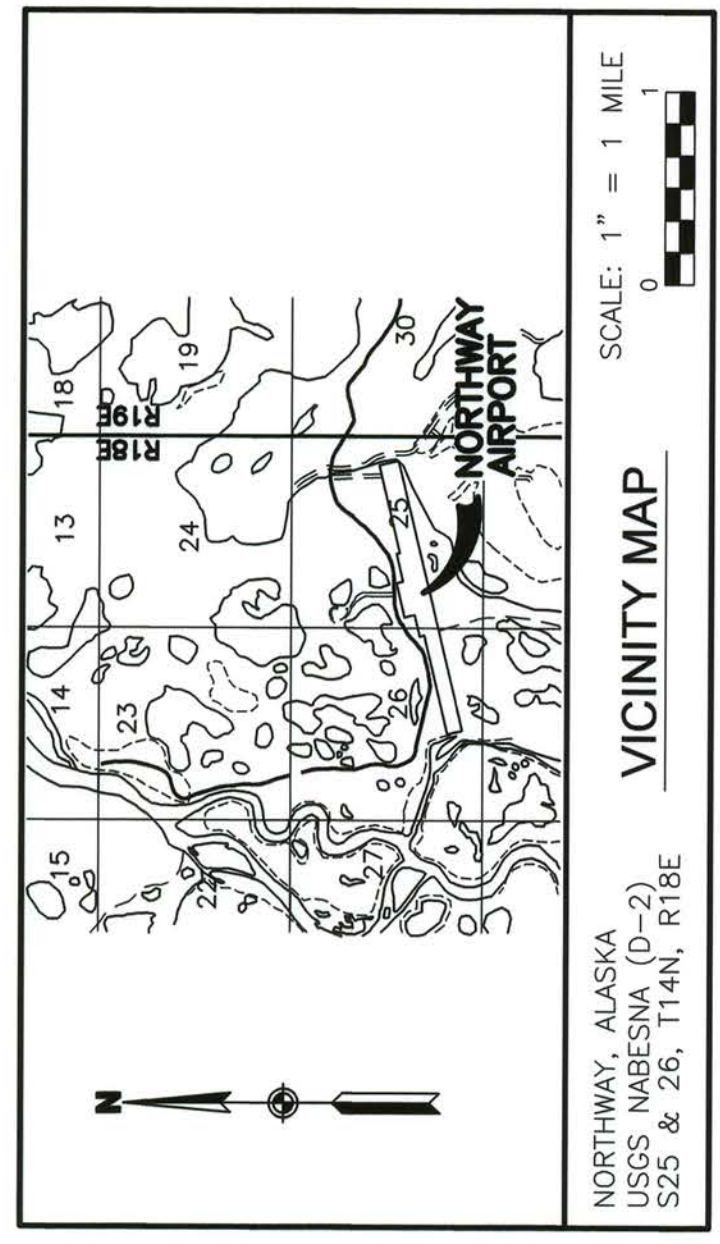 N
15
14
13
18
R18E
R19E
22
23
24
19
27
26
25
30
NORTHWAY
AIRPORT
NORTHWAY, ALASKA
USGS NABESNA (D-2)
S25 & 26, T14N, R18E
VICINITY MAP
SCALE: 1" = 1 MILE
0 1